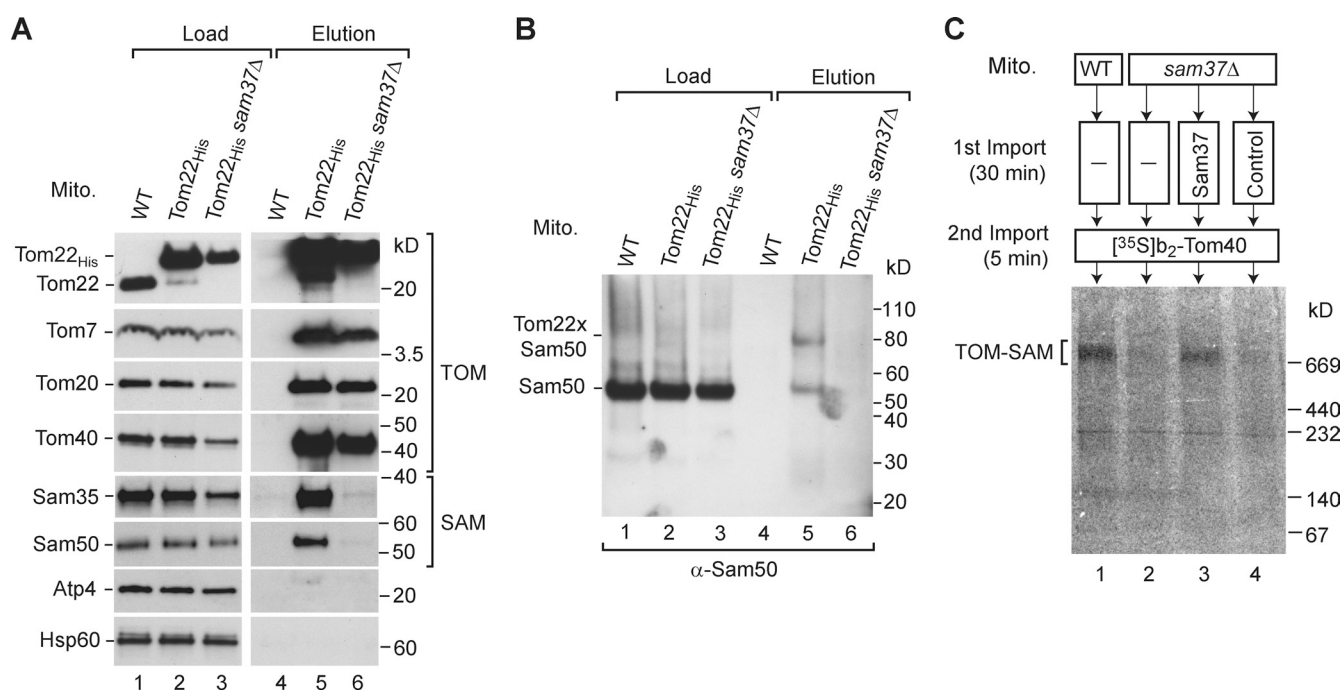 A
Load
Elution
Mito.
WT
Tom22His
Tom22His sam37Δ
WT
Tom22His
Tom22His sam37Δ
Tom22His
Tom22
Tom7
Tom20
Tom40
Sam35
Sam50
Atp4
Hsp60
kD
20
3.5
20
50
40
40
60
50
20
60
TOM
SAM
1 2 3 4 5 6
B
Load
Elution
Mito.
WT
Tom22His
Tom22His sam37Δ
WT
Tom22His
Tom22His sam37Δ
Tom22x
Sam50
Sam50
kD
110
80
60
50
40
30
20
1 2 3 4 5 6
α-Sam50
C
Mito.
WT
sam37Δ
1st Import
(30 min)
–
–
Sam37
Control
2nd Import
(5 min)
[35S]b2-Tom40
TOM-SAM
kD
669
440
232
140
67
1 2 3 4